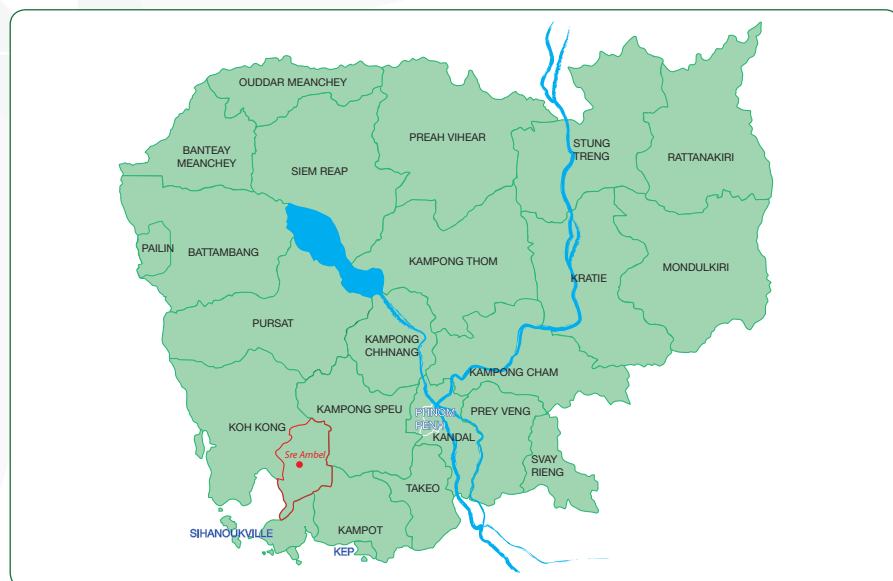 OUDDAR MEANCHEY
BANTEAY
MEANCHEY
SIEM REAP
PREAH VIHEAR
STUNG
TRENG
RATTANAKIRI
PAILIN
BATTAMBANG
KAMPONG THOM
KRATIE
MONDULKIRI
PURSAT
KAMPONG
CHHNANG
KAMPONG CHAM
KOH KONG
KAMPONG SPEU
PHNOM
PENH
PREY VENG
KANDAL
Sre Ambel
SVAY
RIENG
TAKEO
SIHANOUKVILLE
KAMPOT
KEP